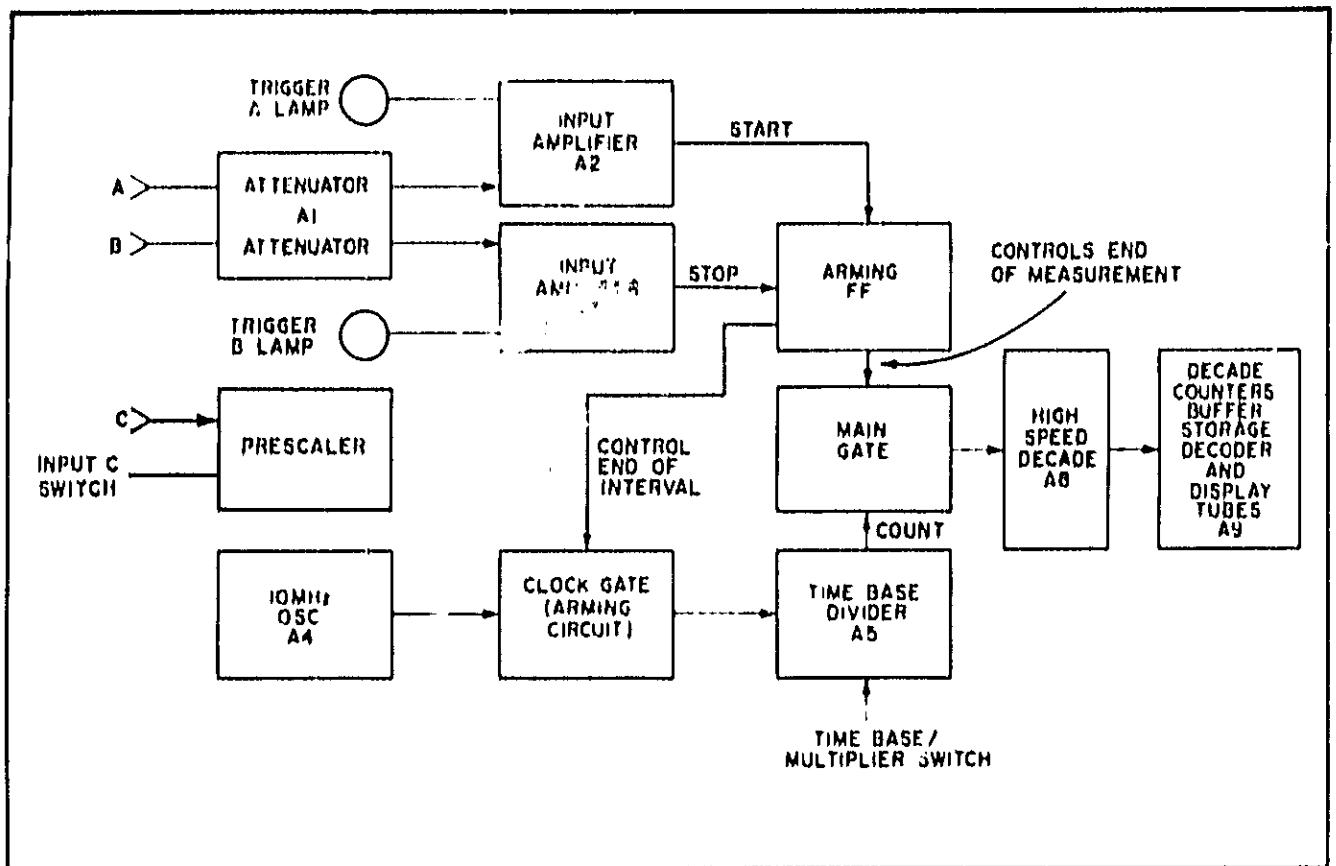 TRIGGER
A LAMP
INPUT
AMPLIFIER
A2
START
A
ATTENUATOR
A1
B
ATTENUATOR
INPUT
STOP
ARMING
FF
CONTROLS END
OF MEASUREMENT
TRIGGER
B LAMP
C
PRESCALER
INPUT C
SWITCH
CONTROL
END OF
INTERVAL
MAIN
GATE
HIGH
SPEED
DECADE
A8
DECADE
COUNTERS
BUFFER
STORAGE
DECODER
AND
DISPLAY
TUBES
A9
COUNT
10MHz
OSC
A4
CLOCK GATE
(ARMING
CIRCUIT)
TIME BASE
DIVIDER
A5
TIME BASE/
MULTIPLIER SWITCH